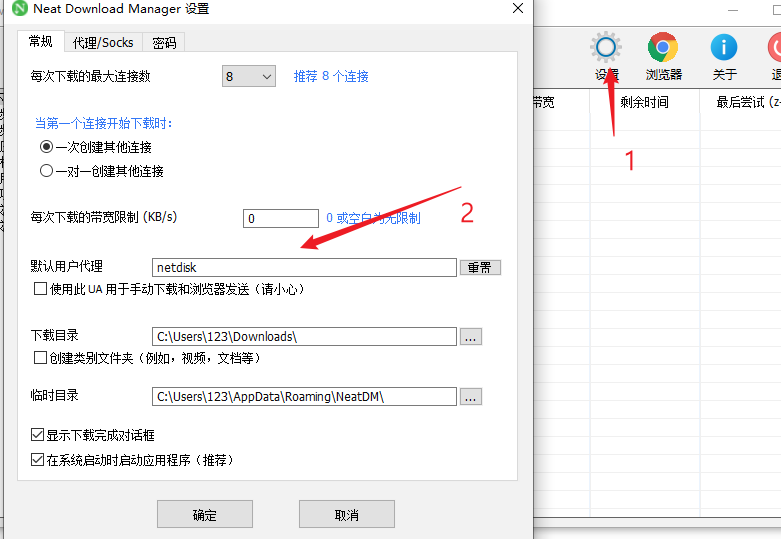 Neat Download Manager 设置
常规 代理/Socks 密码
每次下载的最大连接数 8 推荐 8 个连接
当第一个连接开始下载时:
一次创建其他连接
一对一创建其他连接
每次下载的带宽限制 (KB/s) 0 0 或空白为无限制
默认用户代理 netdisk 重置
使用此 UA 用于手动下载和浏览器发送（请小心）
下载目录 C:\Users\123\Downloads\ ...
创建类别文件夹（例如，视频，文档等）
临时目录 C:\Users\123\AppData\Roaming\NeatDM\ ...
显示下载完成对话框
在系统启动时启动应用程序（推荐）
确定 取消
设置 浏览器 关于
带宽 剩余时间 最后尝试 (z-
1
2